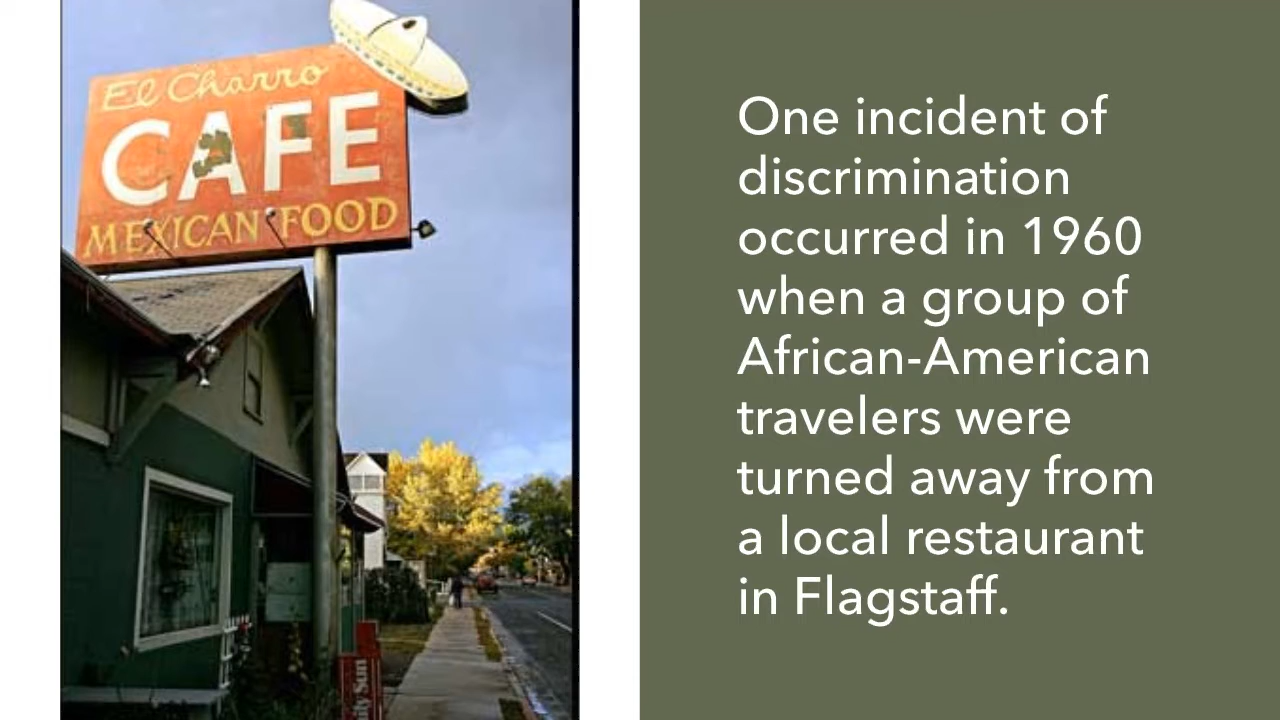 El Charro
CAFE
MEXICAN FOOD
Sun
One incident of
discrimination
occurred in 1960
when a group of
African-American
travelers were
turned away from
a local restaurant
in Flagstaff.